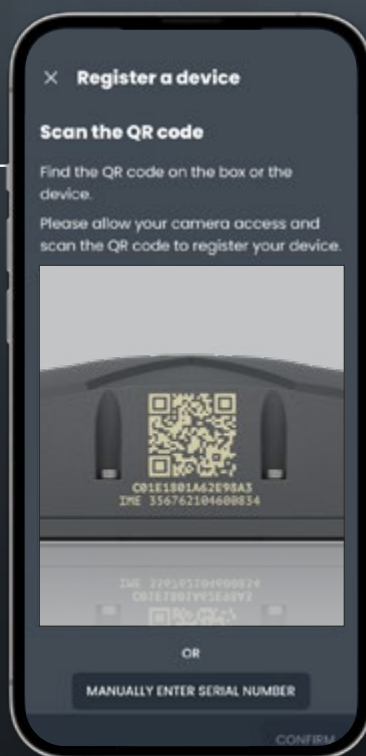 × Register a device
Scan the QR code
Find the QR code on the box or the
device.
Please allow your camera access and
scan the QR code to register your device.
C01E1801A62E98A3
IME 356762104600834
OR
MANUALLY ENTER SERIAL NUMBER
CONFIRM